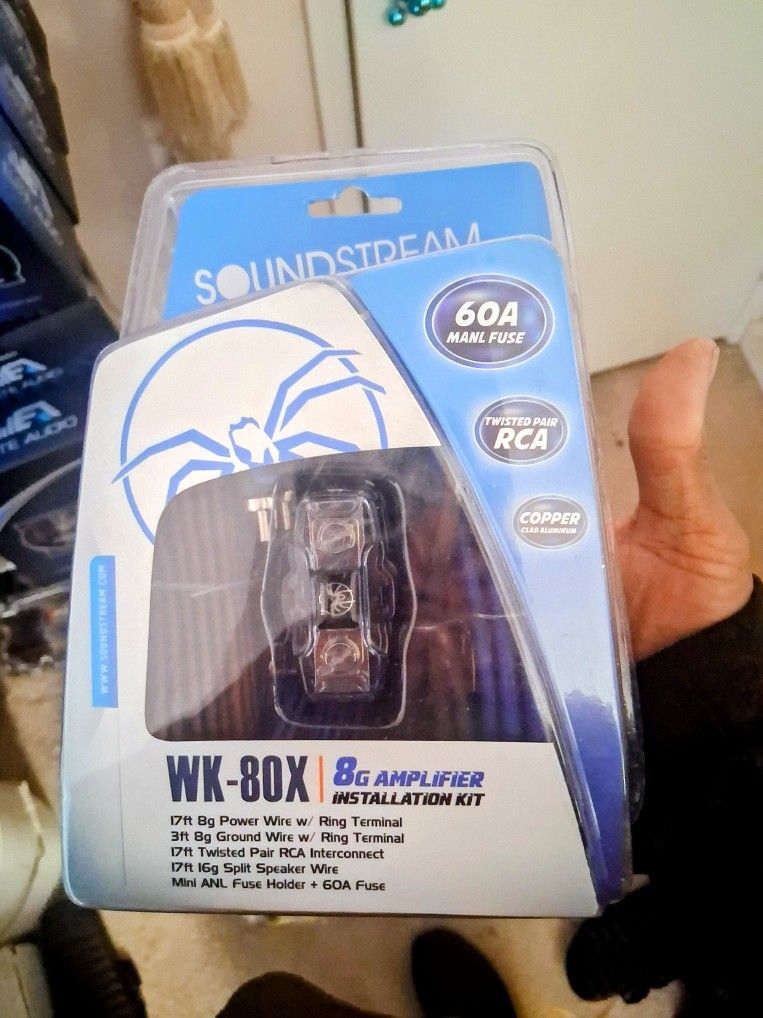 SOUNDSTREAM
60A
MANL FUSE
TWISTED PAIR
RCA
COPPER
CLAD ALUMINUM
WWW.SOUNDSTREAM.COM
WK-80X
8G AMPLIFIER
INSTALLATION KIT
17ft 8g Power Wire w/ Ring Terminal
3ft 8g Ground Wire w/ Ring Terminal
17ft Twisted Pair RCA Interconnect
17ft 16g Split Speaker Wire
Mini ANL Fuse Holder + 60A Fuse